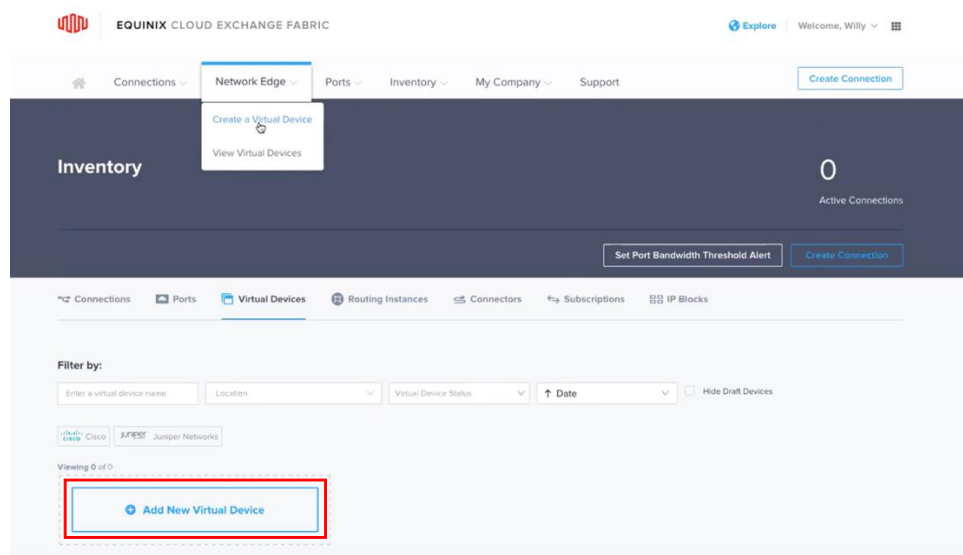 EQUINIX CLOUD EXCHANGE FABRIC
Explore
Welcome, Willy
Connections
Network Edge
Ports
Inventory
My Company
Support
Create Connection
Create a Virtual Device
View Virtual Devices
Inventory
0
Active Connections
Set Port Bandwidth Threshold Alert
Create Connection
Connections
Ports
Virtual Devices
Routing Instances
Connectors
Subscriptions
IP Blocks
Filter by:
Enter a virtual device name
Location
Virtual Device Status
↑ Date
Hide Draft Devices
CISCO Cisco
JUNIPER Juniper Networks
Viewing 0 of 0
Add New Virtual Device